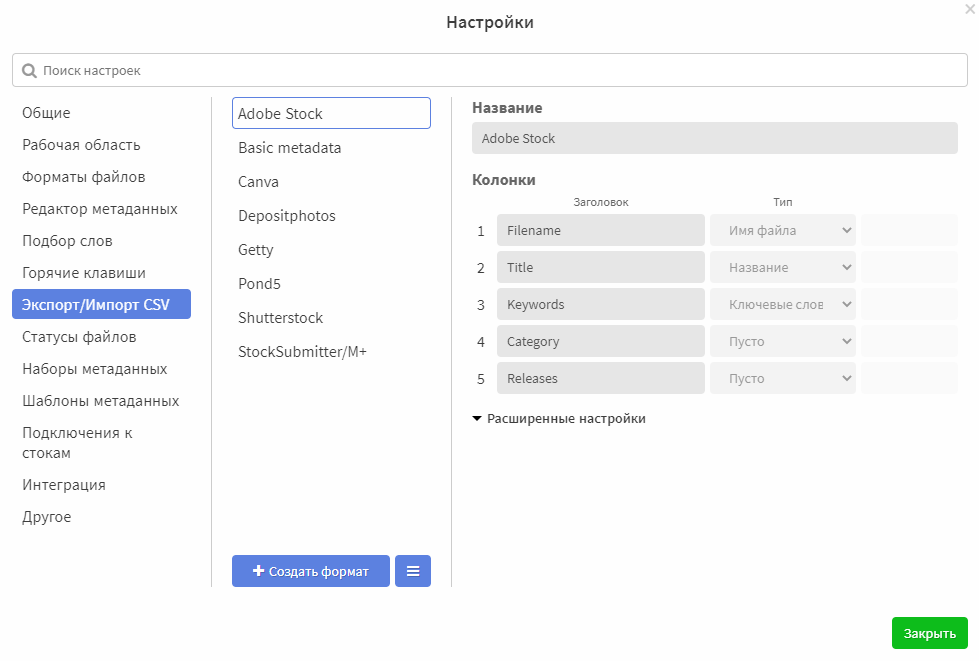 Настройки
Поиск настроек
Общие
Рабочая область
Форматы файлов
Редактор метаданных
Подбор слов
Горячие клавиши
Экспорт/Импорт CSV
Статусы файлов
Наборы метаданных
Шаблоны метаданных
Подключения к
стокам
Интеграция
Другое
Adobe Stock
Basic metadata
Canva
Depositphotos
Getty
Pond5
Shutterstock
StockSubmitter/M+
Создать формат
Название
Adobe Stock
Колонки
Заголовок Тип
1 Filename Имя файла
2 Title Название
3 Keywords Ключевые слов
4 Category Пусто
5 Releases Пусто
Расширенные настройки
Закрыть